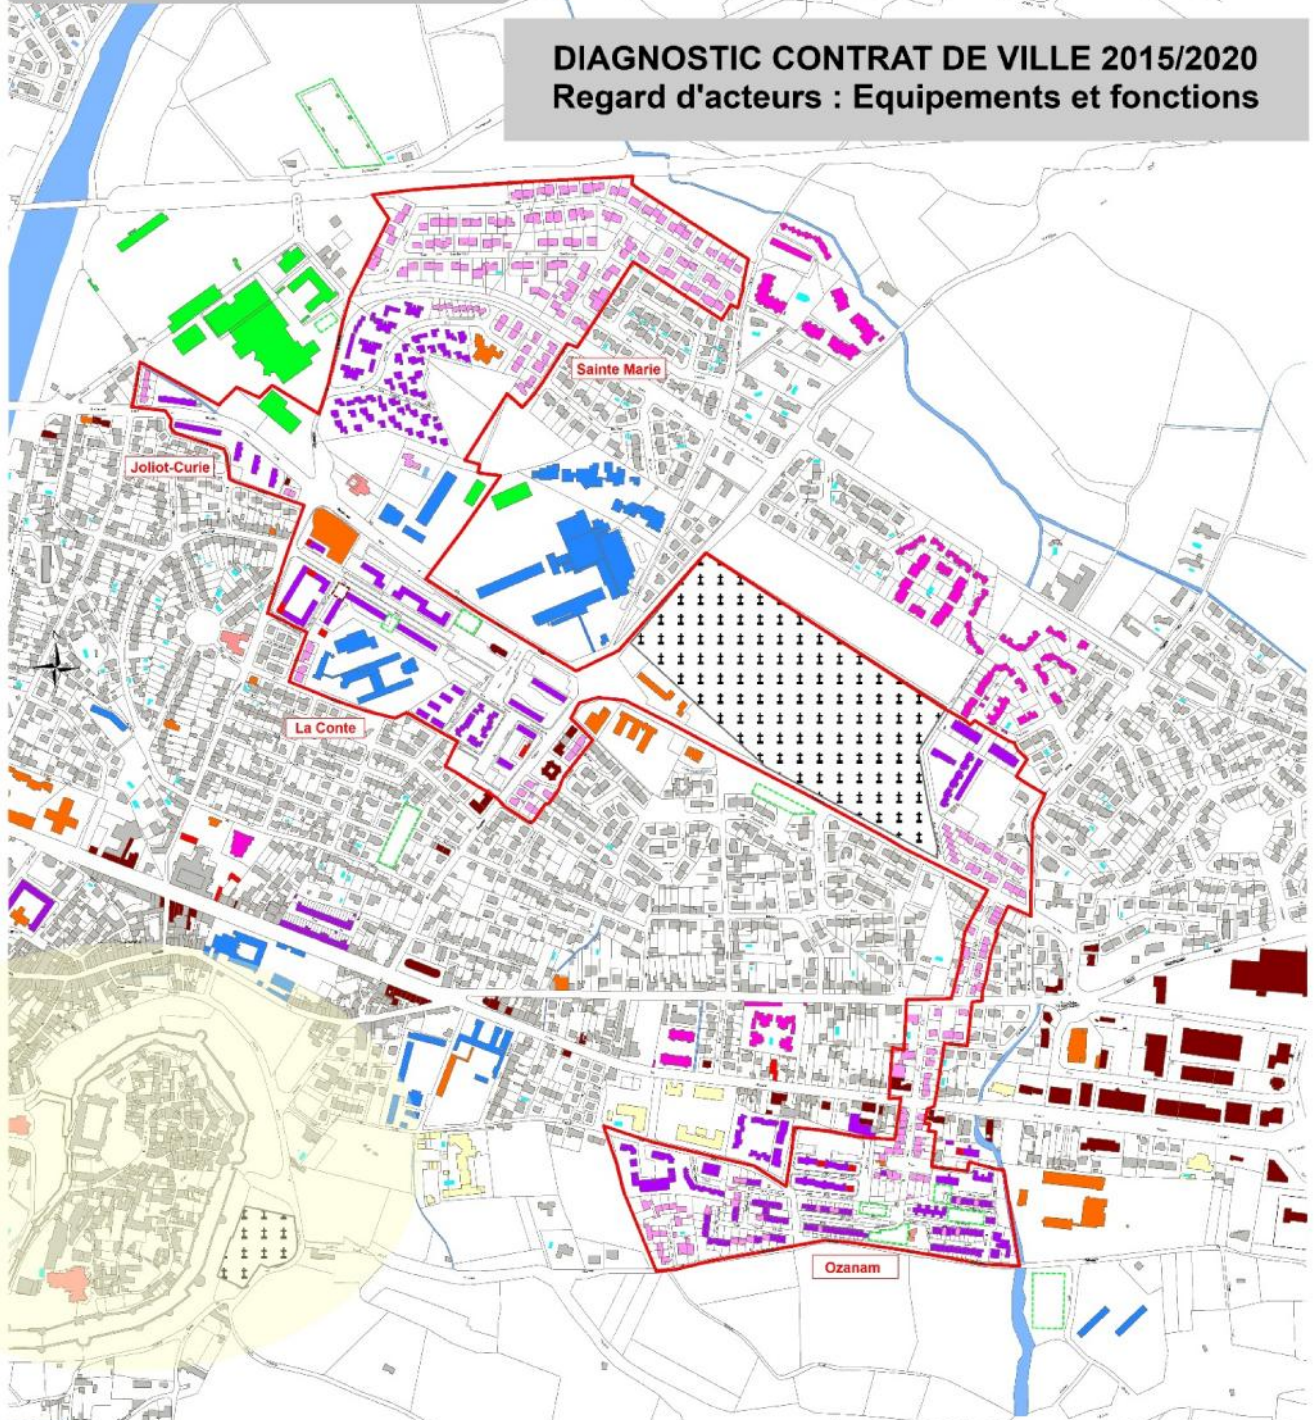 DIAGNOSTIC CONTRAT DE VILLE 2015/2020
Regard d'acteurs : Equipements et fonctions
Sainte Marie
Joliot-Curie
La Conte
Ozanam